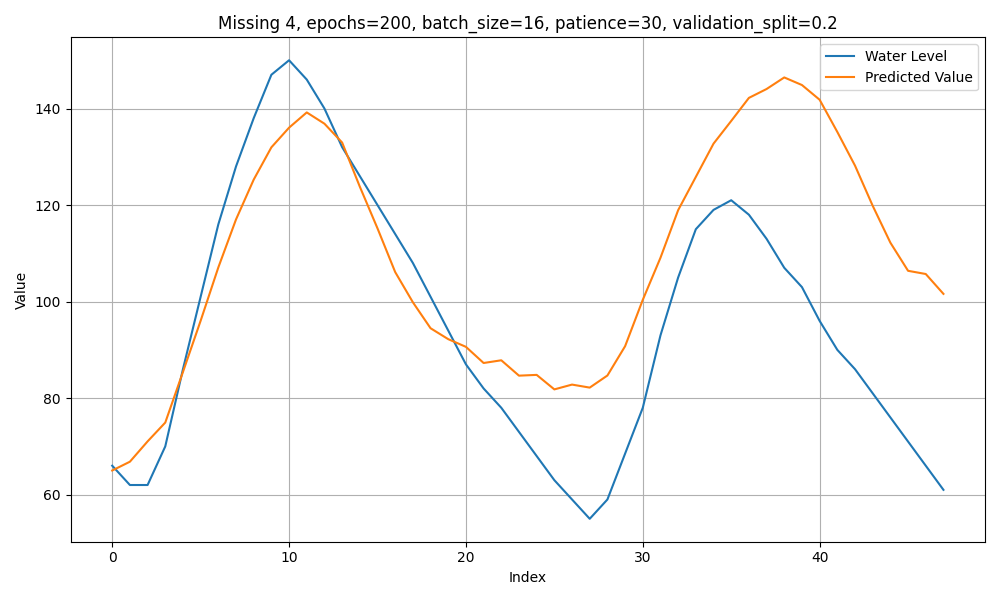 Missing 4, epochs=200, batch_size=16, patience=30, validation_split=0.2
Water Level
Predicted Value
Value
140
120
100
80
60
0 10 20 30 40
Index